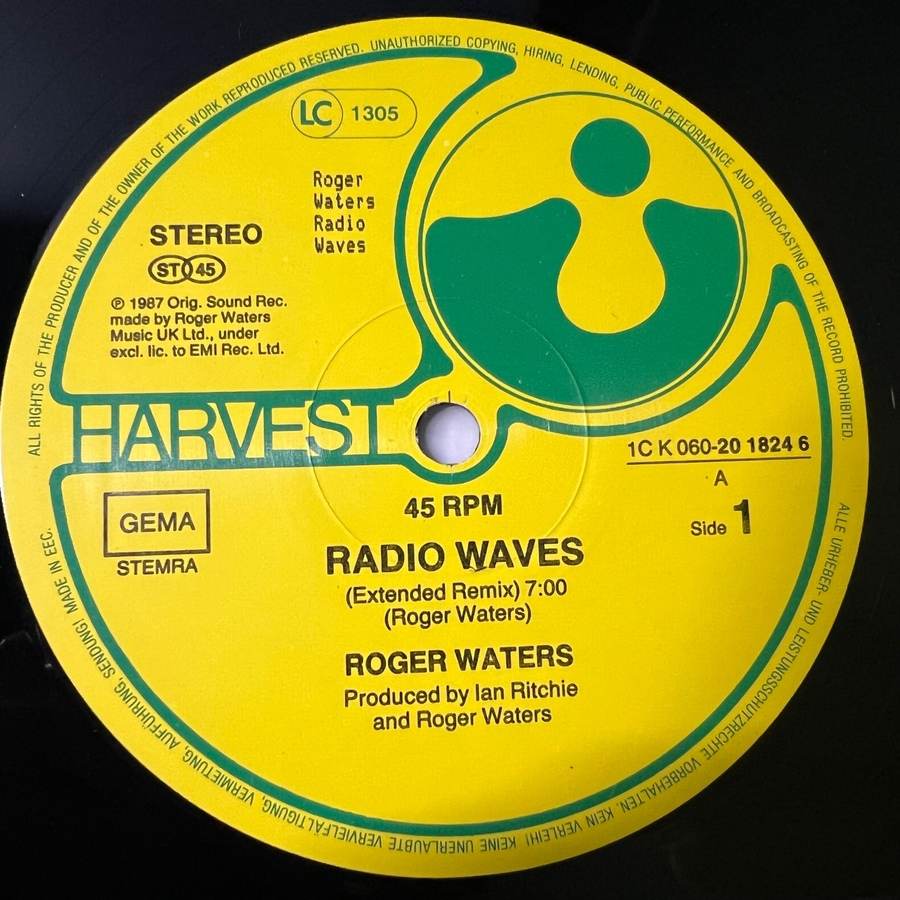 ALL RIGHTS OF THE PRODUCER AND OF THE OWNER OF THE WORK REPRODUCED RESERVED. UNAUTHORIZED COPYING, HIRING, LENDING, PUBLIC PERFORMANCE AND BROADCASTING OF THE RECORD PROHIBITED.
LC 1305
Roger
Waters
Radio
Waves
STEREO
ST 45
℗ 1987 Orig. Sound Rec.
made by Roger Waters
Music UK Ltd., under
excl. lic. to EMI Rec. Ltd.
HARVEST
1C K 060-20 1824 6
A
Side 1
GEMA
STEMRA
45 RPM
RADIO WAVES
(Extended Remix) 7:00
(Roger Waters)
ROGER WATERS
Produced by Ian Ritchie
and Roger Waters
ALLE URHEBER- UND LEISTUNGSSCHUTZRECHTE VORBEHALTEN. KEIN VERLEIH! KEINE UNERLAUBTE VERVIELFÄLTIGUNG, VERMIETUNG, AUFFÜHRUNG, SENDUNG! MADE IN EEC.